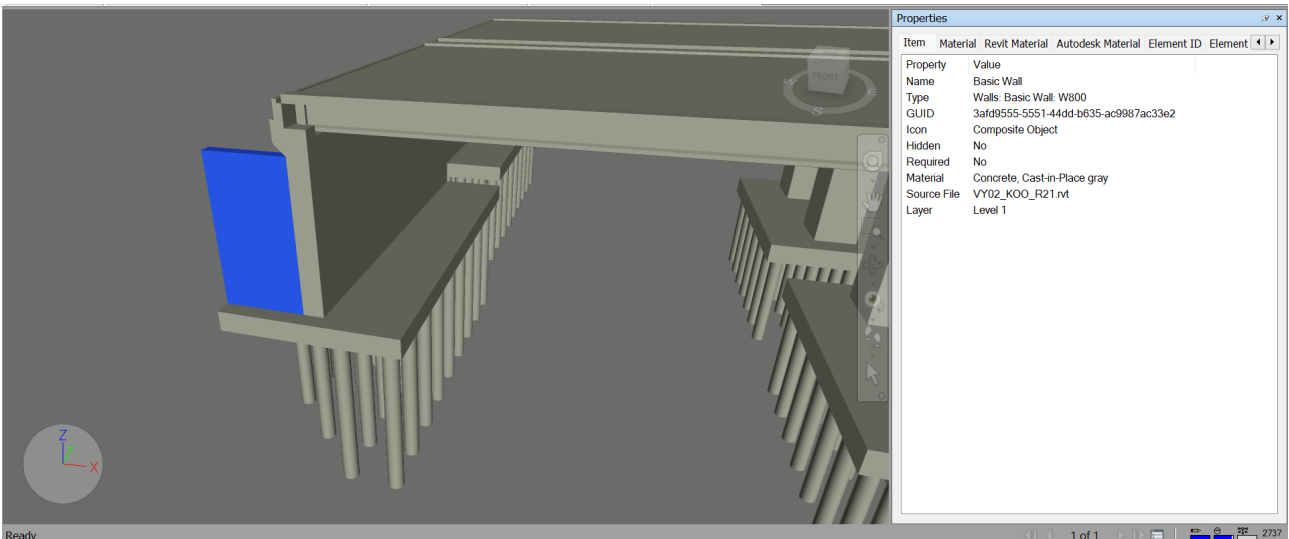 Properties
Item Material Revit Material Autodesk Material Element ID Element
Property Value
Name Basic Wall
Type Walls: Basic Wall: W800
GUID 3afd9555-5551-44dd-b635-ac9987ac33e2
Icon Composite Object
Hidden No
Required No
Material Concrete, Cast-in-Place gray
Source File VY02_KOO_R21.rvt
Layer Level 1
FRONT
E
S
Z
X
Ready
1 of 1
2737